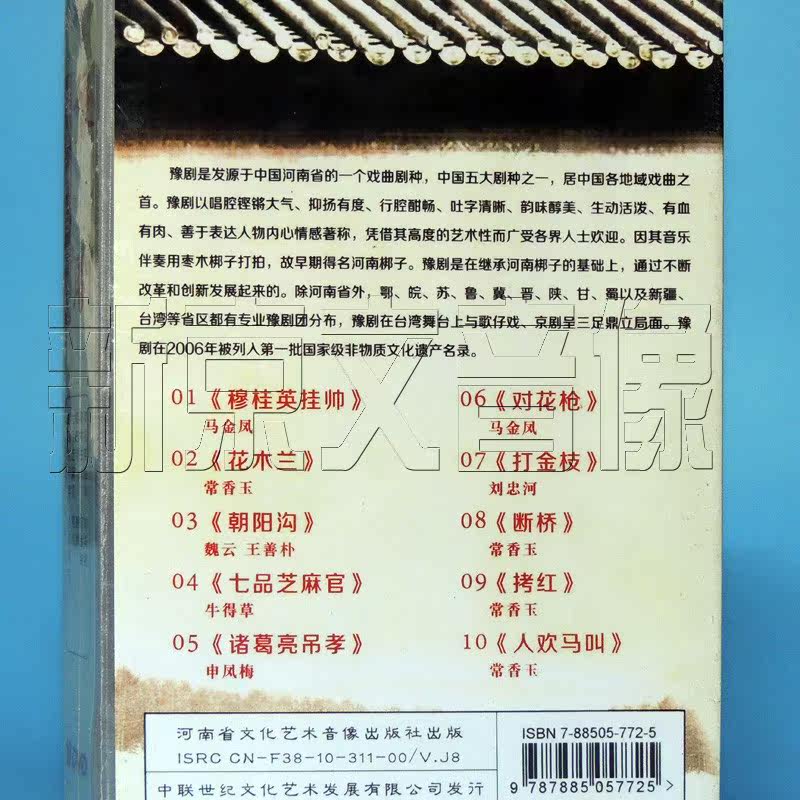 豫剧是发源于中国河南省的一个戏曲剧种，中国五大剧种之一，居中国各地域戏曲之
首。豫剧以唱腔铿锵大气、抑扬有度、行腔酣畅、吐字清晰、韵味醇美、生动活泼、有血
有肉、善于表达人物内心情感著称，凭借其高度的艺术性而广受各界人士欢迎。因其音乐
伴奏用枣木梆子打拍，故早期得名河南梆子。豫剧是在继承河南梆子的基础上，通过不断
改革和创新发展起来的。除河南省外，鄂、皖、苏、鲁、冀、晋、陕、甘、蜀以及新疆、
台湾等省区都有专业豫剧团分布，豫剧在台湾舞台上与歌仔戏、京剧呈三足鼎立局面。豫
剧在2006年被列入第一批国家级非物质文化遗产名录。
新京文音像
01《穆桂英挂帅》
马金凤
02《花木兰》
常香玉
03《朝阳沟》
魏云 王善朴
04《七品芝麻官》
牛得草
05《诸葛亮吊孝》
申凤梅
06《对花枪》
马金凤
07《打金枝》
刘忠河
08《断桥》
常香玉
09《拷红》
常香玉
10《人欢马叫》
常香玉
河南省文化艺术音像出版社出版
ISRC CN-F38-10-311-00/V.J8
中联世纪文化艺术发展有限公司发行
ISBN 7-88505-772-5
9 787885 057725 >